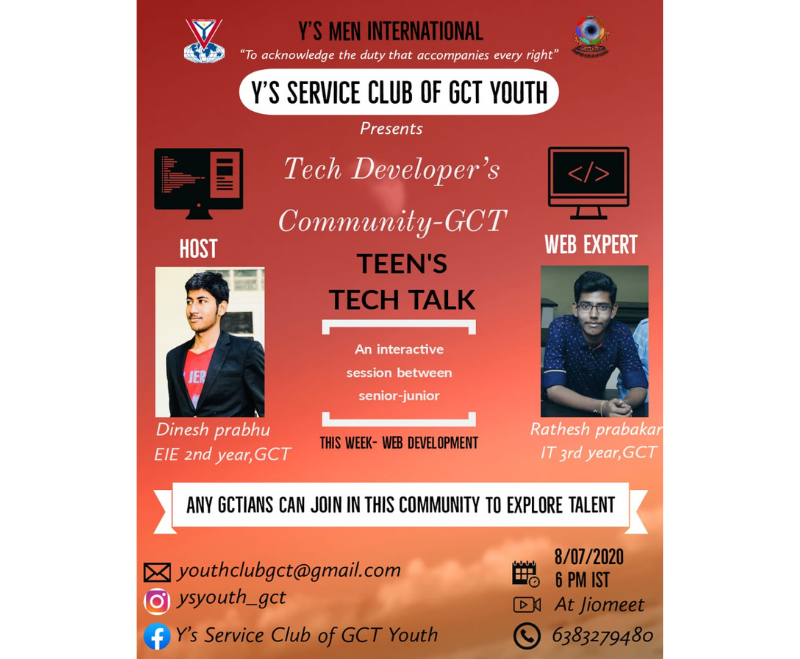 Y'S MEN INTERNATIONAL
"To acknowledge the duty that accompanies every right"
Y'S SERVICE CLUB OF GCT YOUTH
Presents
Tech Developer's
Community-GCT
HOST
WEB EXPERT
</>
TEEN'S
TECH TALK
An interactive
session between
senior-junior
JER
Dinesh prabhu
EIE 2nd year,GCT
Rathesh prabakar
IT 3rd year,GCT
THIS WEEK- WEB DEVELOPMENT
ANY GCTIANS CAN JOIN IN THIS COMMUNITY TO EXPLORE TALENT
youthclubgct@gmail.com
ysyouth_gct
Y's Service Club of GCT Youth
8/07/2020
6 PM IST
At Jiomeet
6383279480